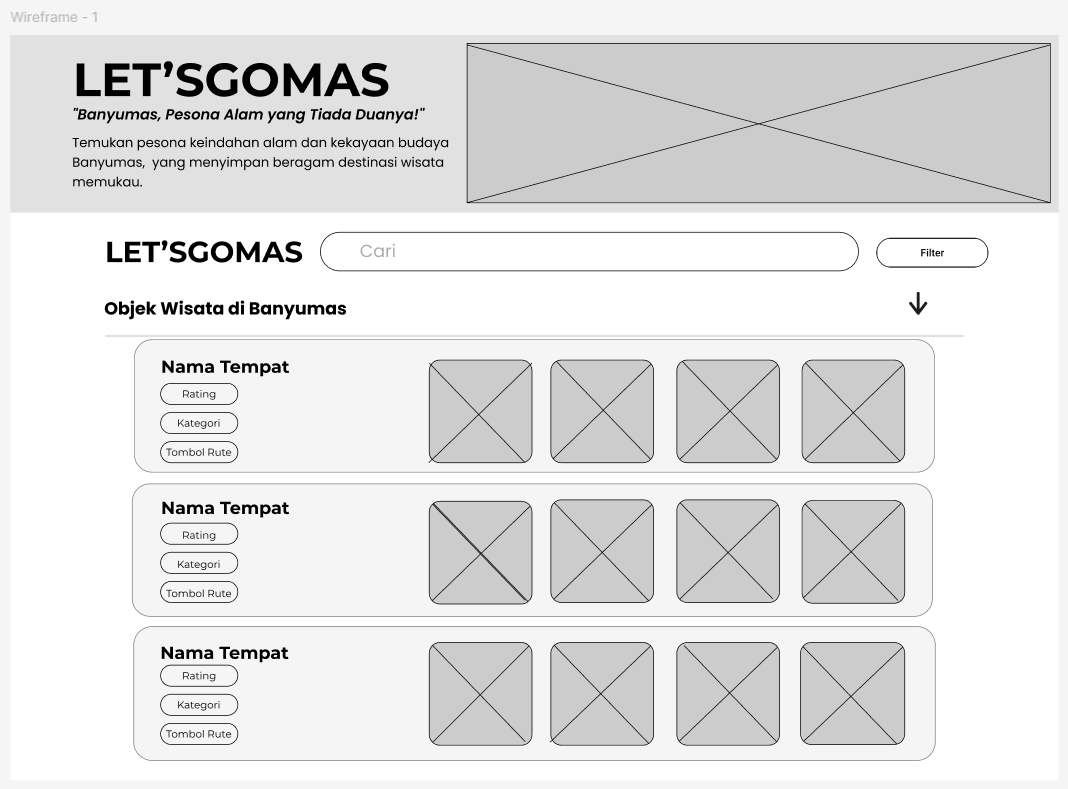 Wireframe - 1
LET’SGOMAS
"Banyumas, Pesona Alam yang Tiada Duanya!"
Temukan pesona keindahan alam dan kekayaan budaya
Banyumas,  yang menyimpan beragam destinasi wisata
memukau.
LET’SGOMAS
Cari
Filter
Objek Wisata di Banyumas
Nama Tempat
Rating
Kategori
Tombol Rute
Nama Tempat
Rating
Kategori
Tombol Rute
Nama Tempat
Rating
Kategori
Tombol Rute